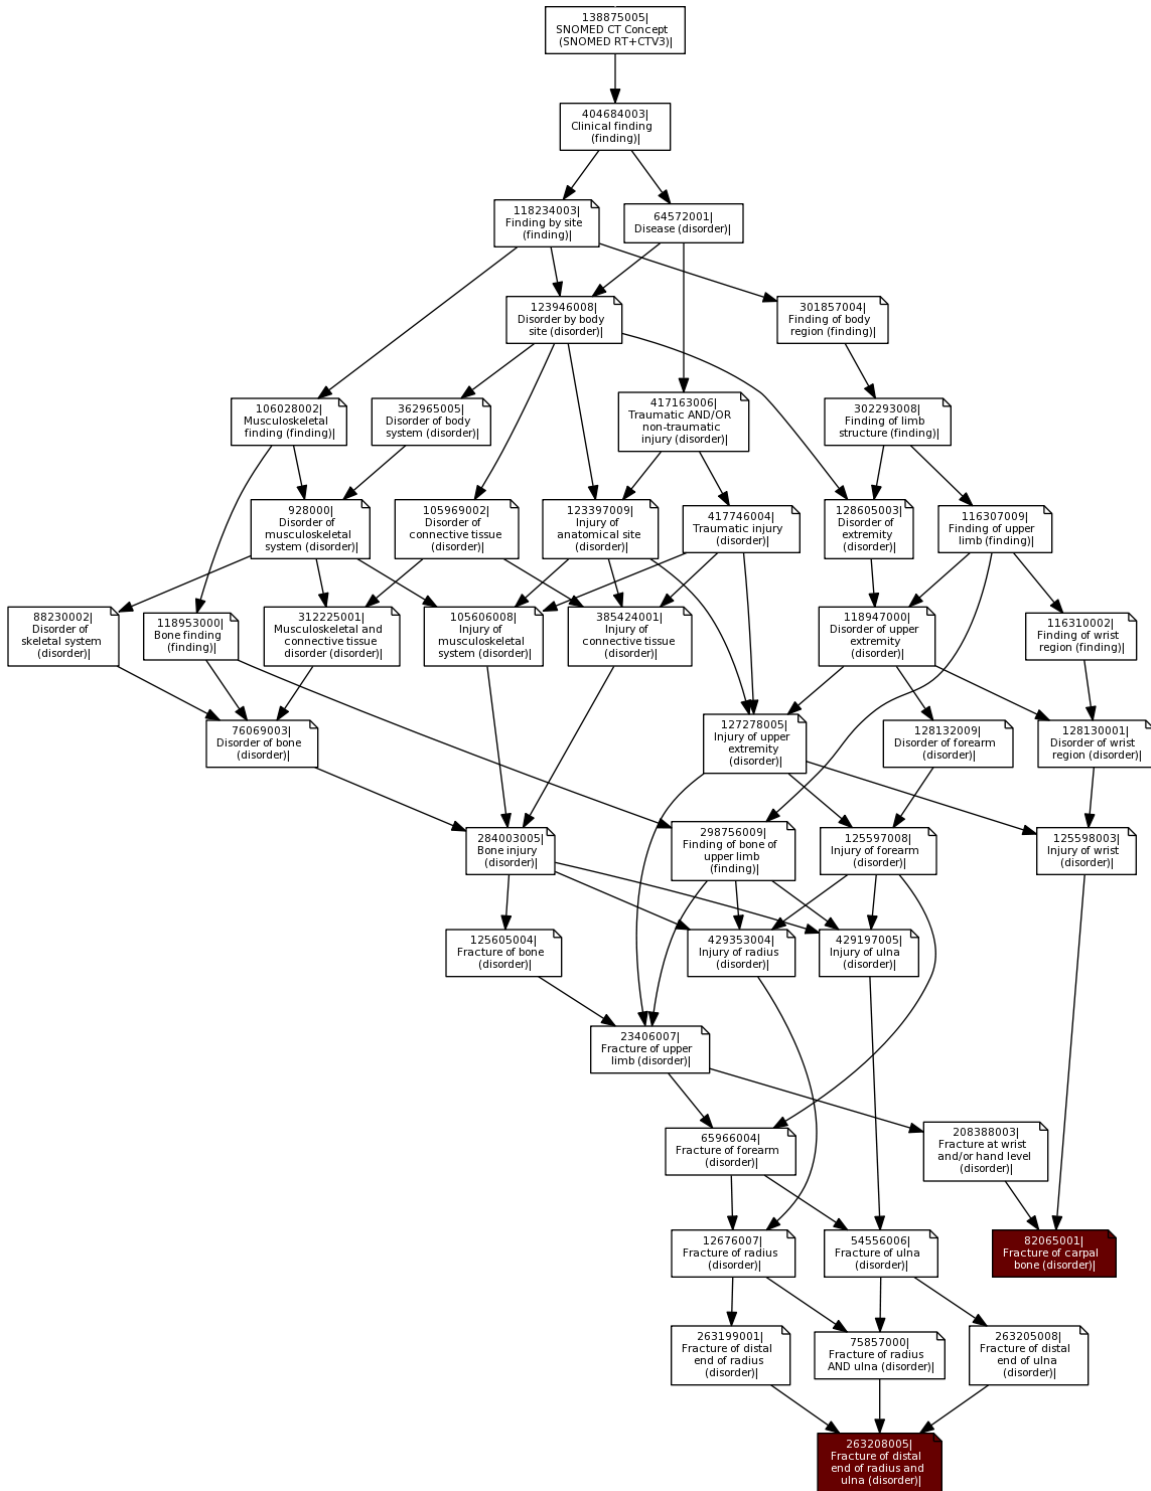 138875005|
SNOMED CT Concept
(SNOMED RT+CTV3)|
404684003|
Clinical finding
(finding)|
118234003|
Finding by site
(finding)|
64572001|
Disease (disorder)|
123946008|
Disorder by body
site (disorder)|
301857004|
Finding of body
region (finding)|
106028002|
Musculoskeletal
finding (finding)|
362965005|
Disorder of body
system (disorder)|
417163006|
Traumatic AND/OR
non-traumatic
injury (disorder)|
302293008|
Finding of limb
structure (finding)|
928000|
Disorder of
musculoskeletal
system (disorder)|
105969002|
Disorder of
connective tissue
(disorder)|
123397009|
Injury of
anatomical site
(disorder)|
417746004|
Traumatic injury
(disorder)|
128605003|
Disorder of
extremity
(disorder)|
116307009|
Finding of upper
limb (finding)|
88230002|
Disorder of
skeletal system
(disorder)|
118953000|
Bone finding
(finding)|
312225001|
Musculoskeletal and
connective tissue
disorder (disorder)|
105606008|
Injury of
musculoskeletal
system (disorder)|
385424001|
Injury of
connective tissue
(disorder)|
118947000|
Disorder of upper
extremity
(disorder)|
116310002|
Finding of wrist
region (finding)|
76069003|
Disorder of bone
(disorder)|
127278005|
Injury of upper
extremity
(disorder)|
128132009|
Disorder of forearm
(disorder)|
128130001|
Disorder of wrist
region (disorder)|
284003005|
Bone injury
(disorder)|
298756009|
Finding of bone of
upper limb
(finding)|
125597008|
Injury of forearm
(disorder)|
125598003|
Injury of wrist
(disorder)|
125605004|
Fracture of bone
(disorder)|
429353004|
Injury of radius
(disorder)|
429197005|
Injury of ulna
(disorder)|
23406007|
Fracture of upper
limb (disorder)|
65966004|
Fracture of forearm
(disorder)|
208388003|
Fracture at wrist
and/or hand level
(disorder)|
12676007|
Fracture of radius
(disorder)|
54556006|
Fracture of ulna
(disorder)|
82065001|
Fracture of carpal
bone (disorder)|
263199001|
Fracture of distal
end of radius
(disorder)|
75857000|
Fracture of radius
AND ulna (disorder)|
263205008|
Fracture of distal
end of ulna
(disorder)|
263208005|
Fracture of distal
end of radius and
ulna (disorder)|